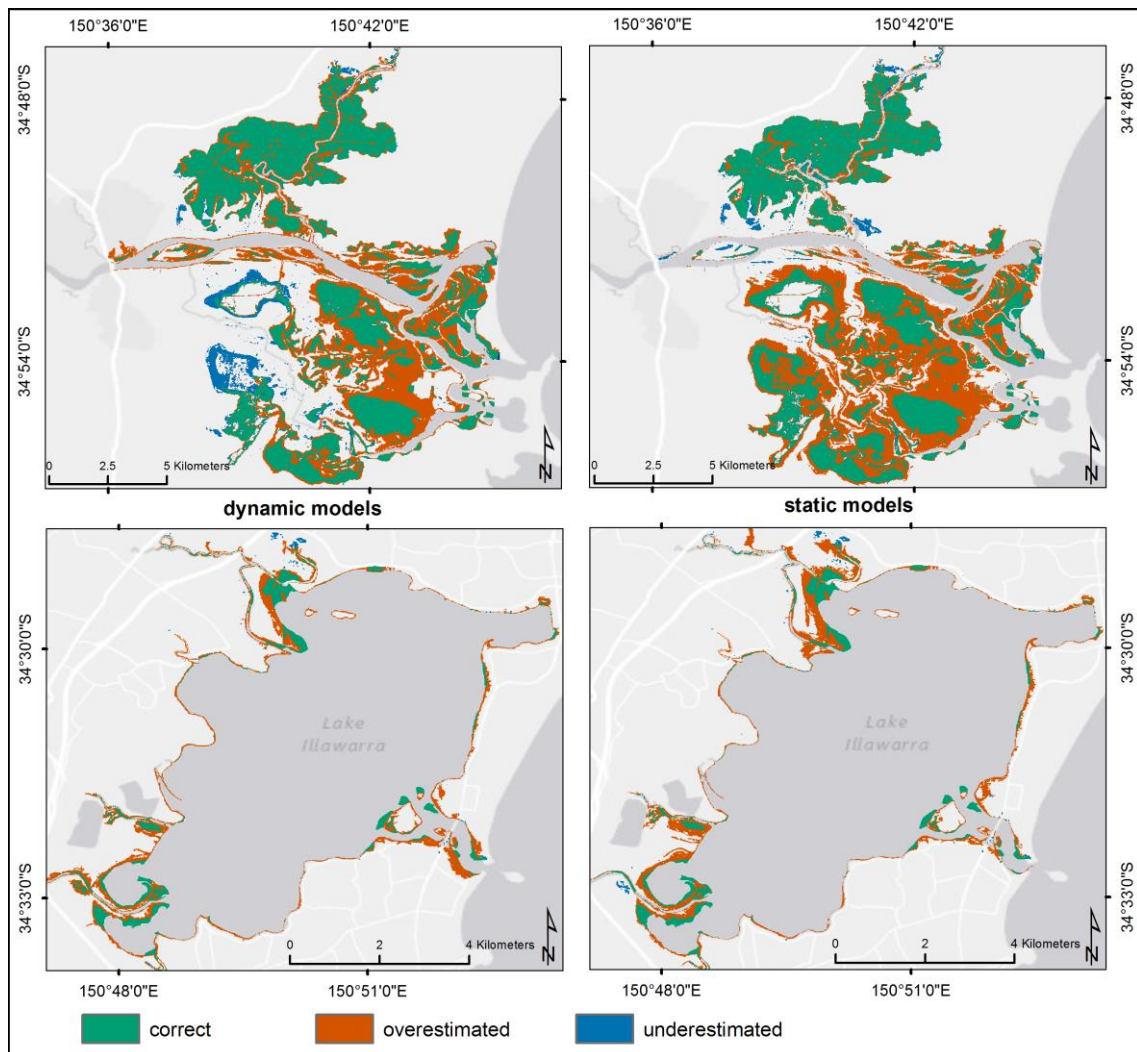 150°36'0"E 150°42'0"E 150°36'0"E 150°42'0"E
34°48'0"S 34°48'0"S
34°54'0"S 34°54'0"S
0 2.5 5 Kilometers N 0 2.5 5 Kilometers N
dynamic models static models
34°30'0"S Lake Lake 34°30'0"S
Illawarra Illawarra
34°33'0"S 34°33'0"S
0 2 4 Kilometers N 0 2 4 Kilometers N
150°48'0"E 150°51'0"E 150°48'0"E 150°51'0"E
correct overestimated underestimated